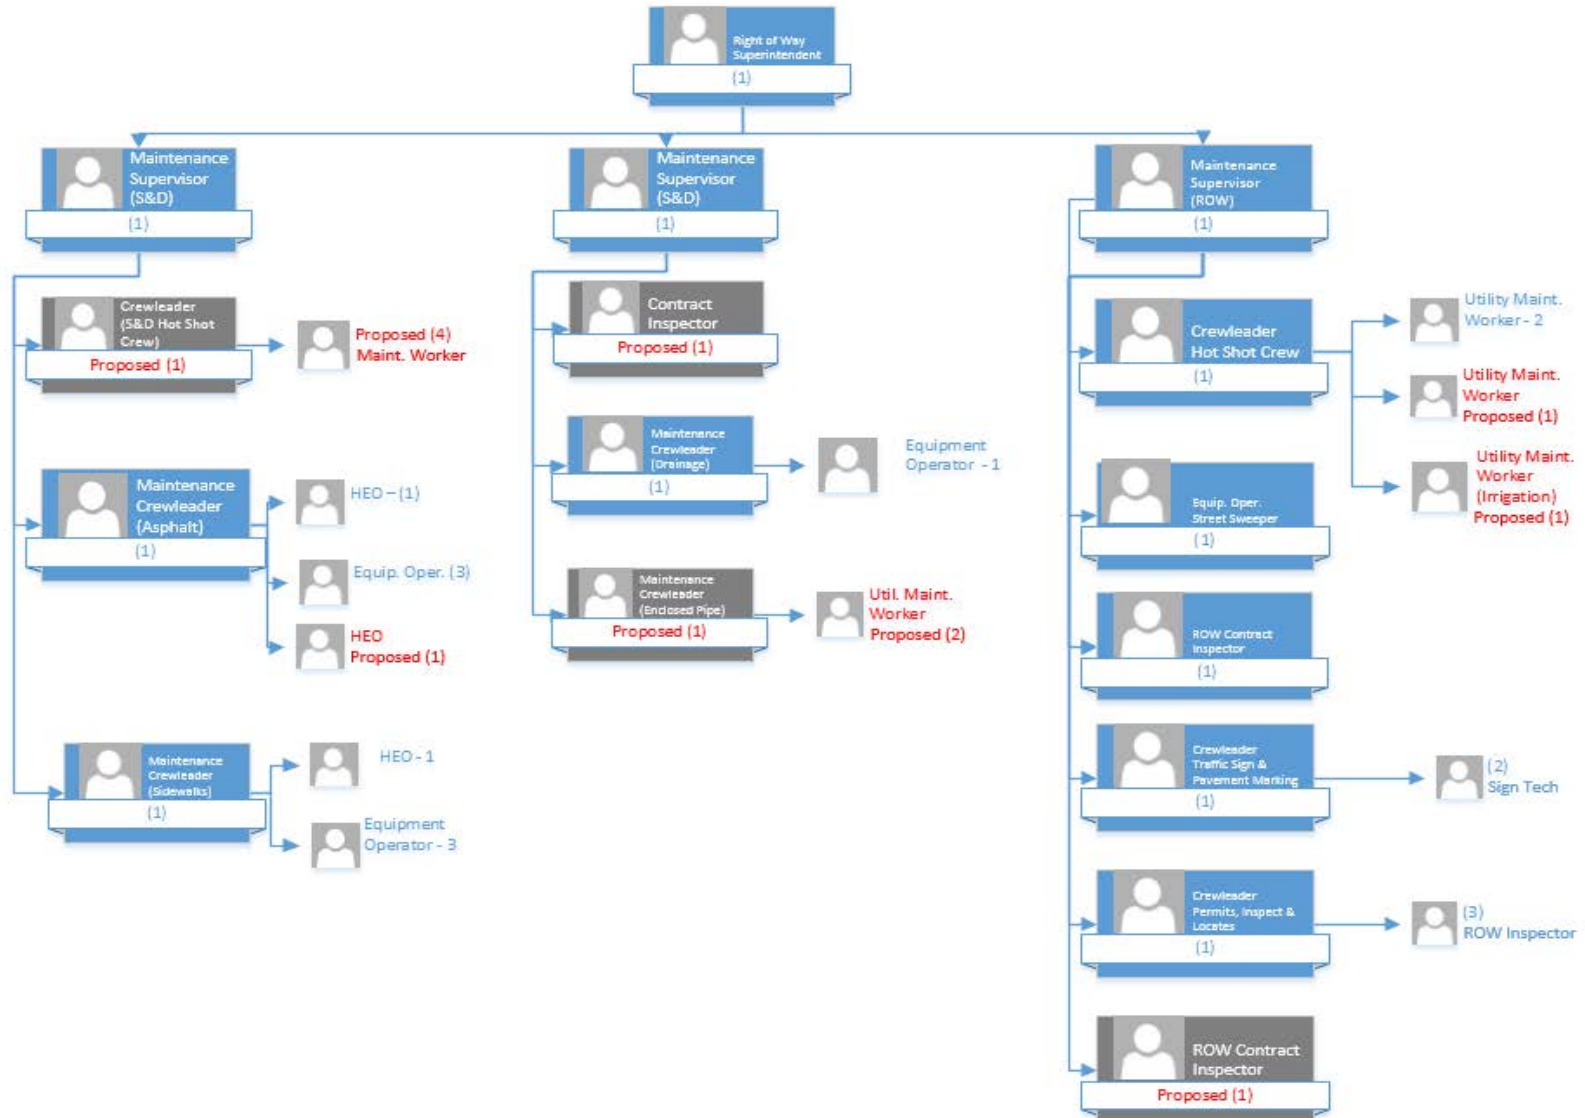 Right of Way
Superintendent
(1)
Maintenance
Supervisor
(S&D)
(1)
Crewleader
(S&D Hot Shot
Crew)
Proposed (1)
Proposed (4)
Maint. Worker
Maintenance
Crewleader
(Asphalt)
(1)
HEO – (1)
Equip. Oper. (3)
HEO
Proposed (1)
Maintenance
Crewleader
(Sidewalks)
(1)
HEO - 1
Equipment
Operator - 3
Maintenance
Supervisor
(S&D)
(1)
Contract
Inspector
Proposed (1)
Maintenance
Crewleader
(Drainage)
(1)
Equipment
Operator - 1
Maintenance
Crewleader
(Enclosed Pipe)
Proposed (1)
Util. Maint.
Worker
Proposed (2)
Maintenance
Supervisor
(ROW)
(1)
Crewleader
Hot Shot Crew
(1)
Utility Maint.
Worker - 2
Utility Maint.
Worker
Proposed (1)
Utility Maint.
Worker
(Irrigation)
Proposed (1)
Equip. Oper.
Street Sweeper
(1)
ROW Contract
Inspector
(1)
Crewleader
Traffic Sign &
Pavement Marking
(1)
(2)
Sign Tech
Crewleader
Permits, Inspect &
Locates
(1)
(3)
ROW Inspector
ROW Contract
Inspector
Proposed (1)